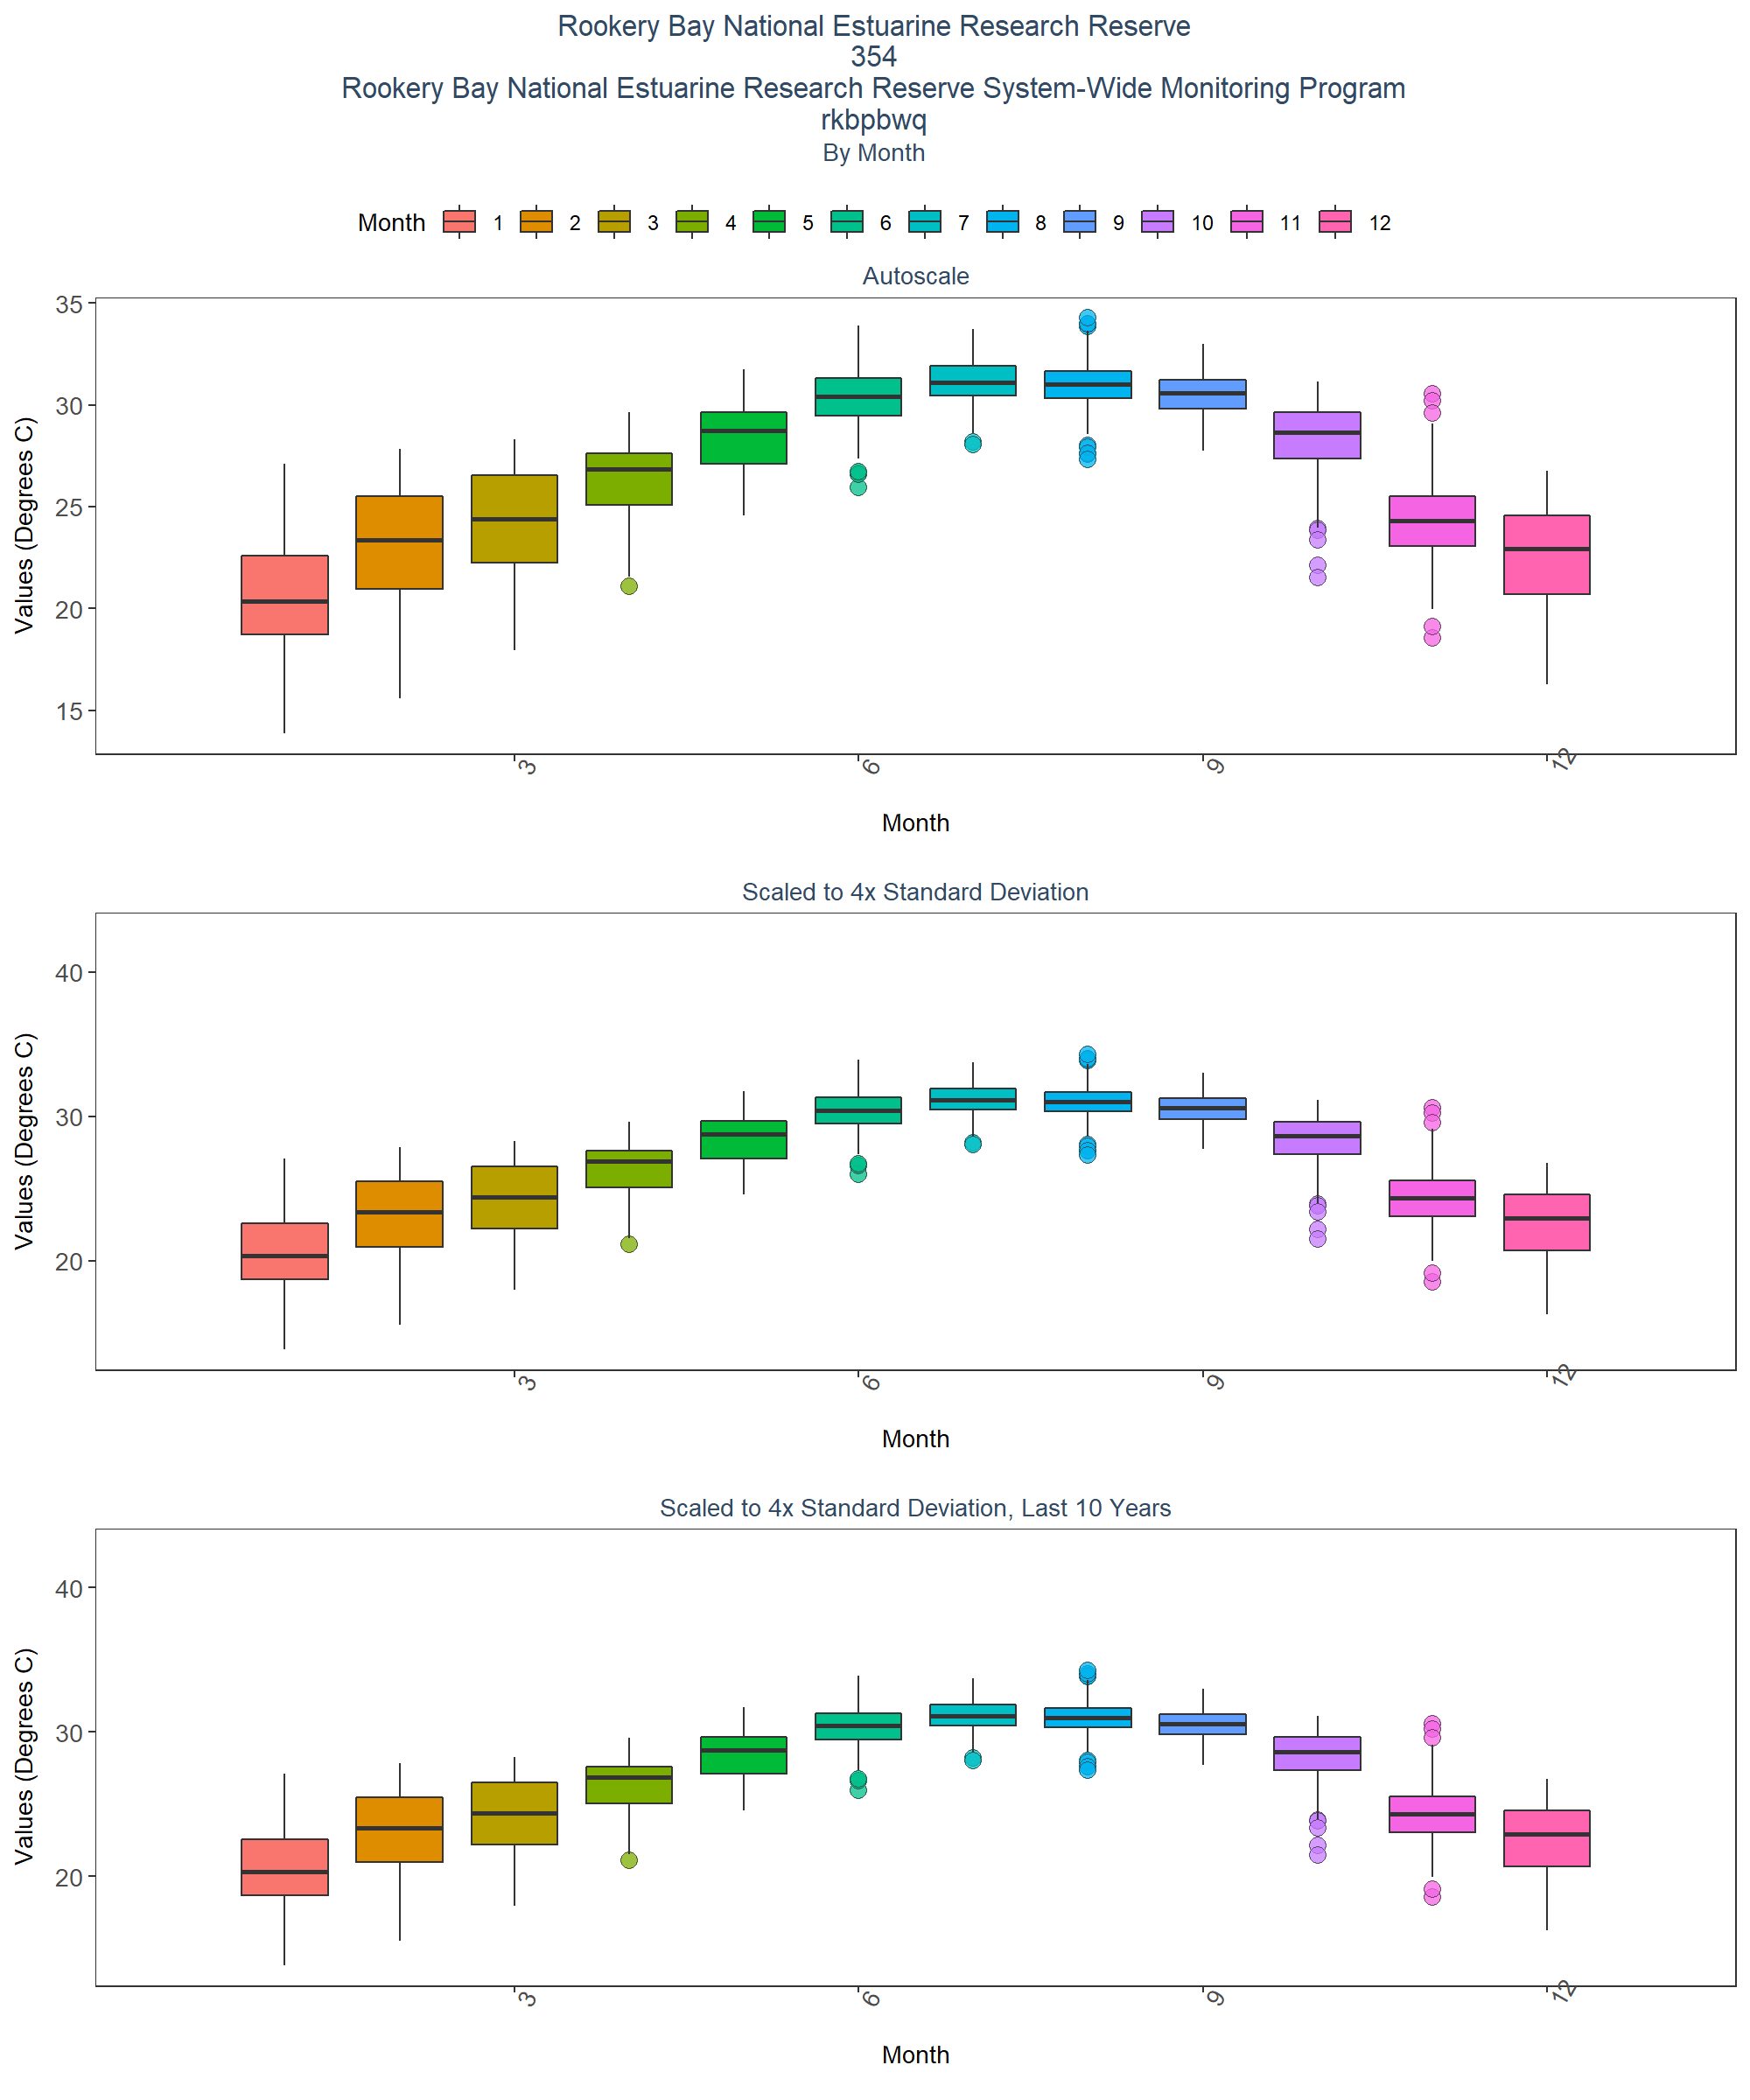 Rookery Bay National Estuarine Research Reserve
354
Rookery Bay National Estuarine Research Reserve System-Wide Monitoring Program
rkbpbwq
By Month
Month 1 2 3 4 5 6 7 8 9 10 11 12
Autoscale
Values (Degrees C)
35
30
25
20
15
3 6 9 12
Month
Scaled to 4x Standard Deviation
Values (Degrees C)
40
30
20
3 6 9 12
Month
Scaled to 4x Standard Deviation, Last 10 Years
Values (Degrees C)
40
30
20
3 6 9 12
Month